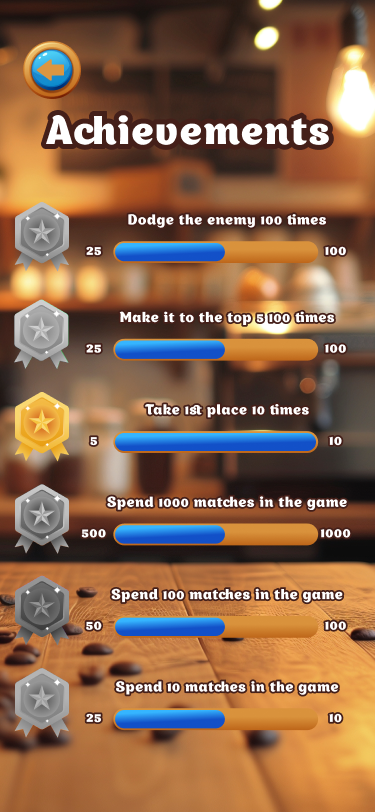 Achievements
Dodge the enemy 100 times
25 100
Make it to the top 5 100 times
25 100
Take 1st place 10 times
5 10
Spend 1000 matches in the game
500 1000
Spend 100 matches in the game
50 100
Spend 10 matches in the game
25 10